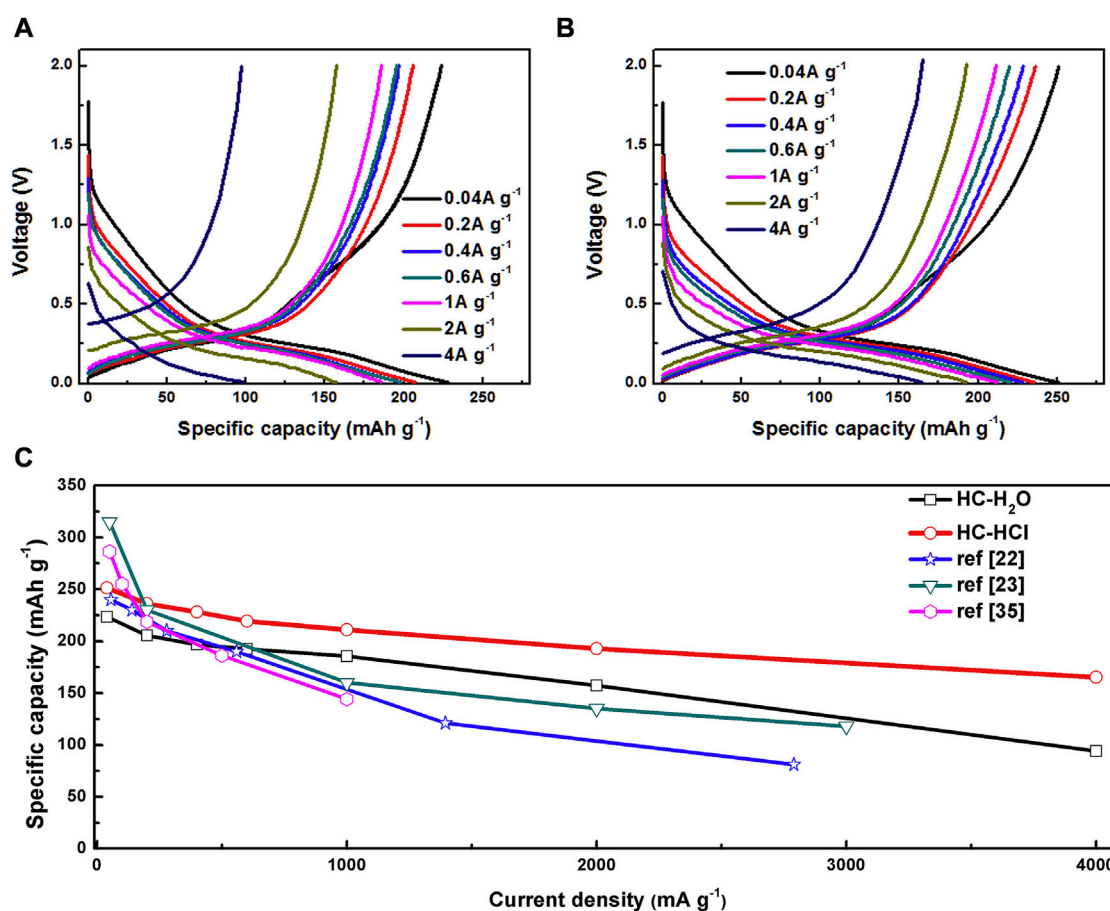 A
B
2.0
1.5
1.0
0.5
0.0
Voltage (V)
0.04A g⁻¹
0.2A g⁻¹
0.4A g⁻¹
0.6A g⁻¹
1A g⁻¹
2A g⁻¹
4A g⁻¹
0 50 100 150 200 250
Specific capacity (mAh g⁻¹)
2.0
1.5
1.0
0.5
0.0
Voltage (V)
0.04A g⁻¹
0.2A g⁻¹
0.4A g⁻¹
0.6A g⁻¹
1A g⁻¹
2A g⁻¹
4A g⁻¹
0 50 100 150 200 250
Specific capacity (mAh g⁻¹)
C
350
300
250
200
150
100
50
0
Specific capacity (mAh g⁻¹)
HC-H₂O
HC-HCl
ref [22]
ref [23]
ref [35]
0 1000 2000 3000 4000
Current density (mA g⁻¹)